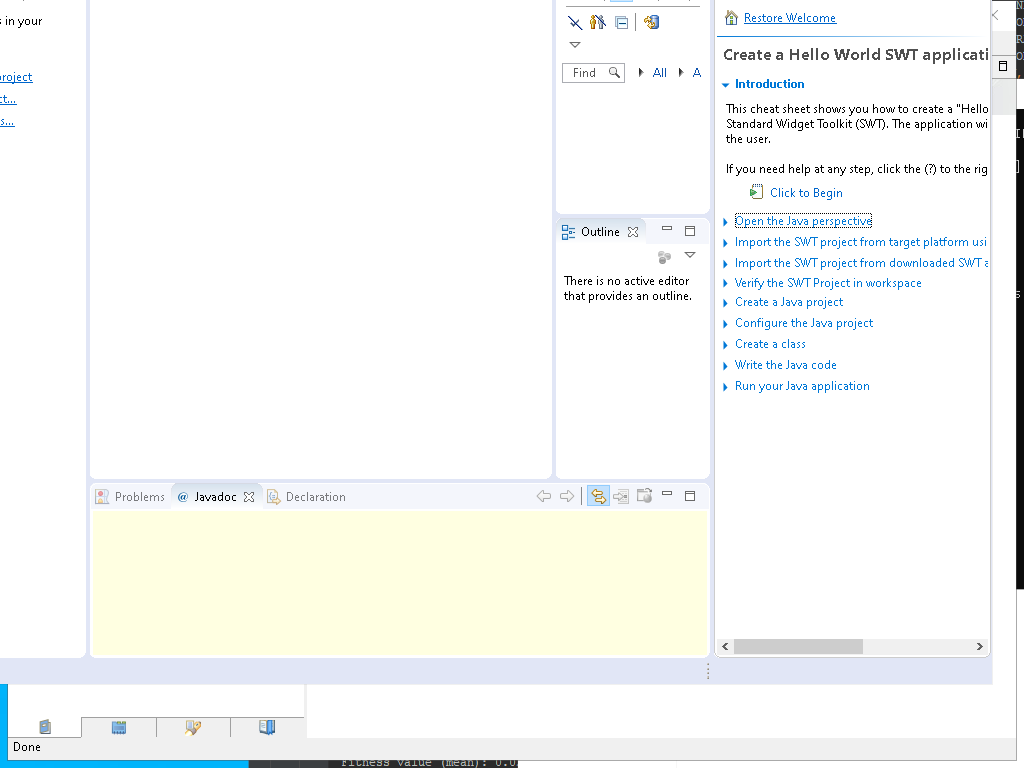 s in your
roject
ct...
s...
Find
All
A
Restore Welcome
Create a Hello World SWT applicati
Introduction
This cheat sheet shows you how to create a "Hello
Standard Widget Toolkit (SWT). The application wi
the user.
If you need help at any step, click the (?) to the rig
Click to Begin
Open the Java perspective
Import the SWT project from target platform usi
Import the SWT project from downloaded SWT a
Verify the SWT Project in workspace
Create a Java project
Configure the Java project
Create a class
Write the Java code
Run your Java application
Outline
There is no active editor
that provides an outline.
Problems
@ Javadoc
Declaration
Done
Fitness value (mean): 0.0